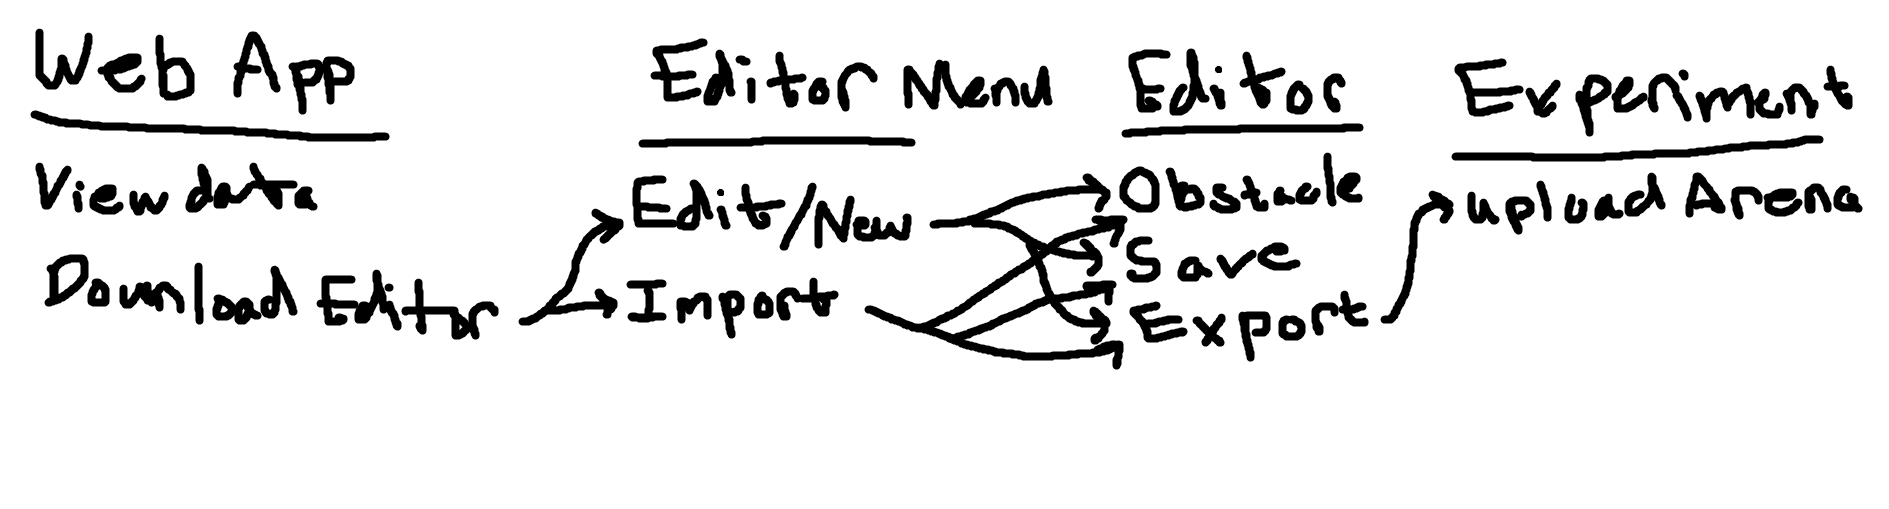 Web App
View data
Download Editor
Editor Menu
Edit/New
Import
Editor
Obstacle
Save
Export
Experiment
upload Arena